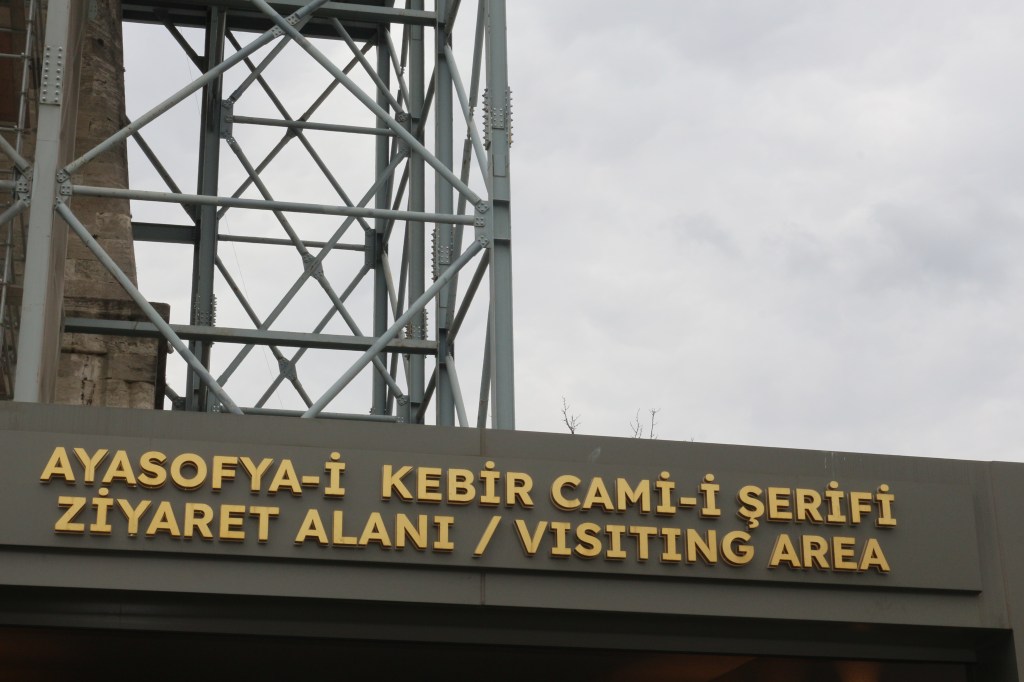 AYASOFYA-İ KEBİR CAMİ-İ ŞERİFİ
ZİYARET ALANI / VISITING AREA